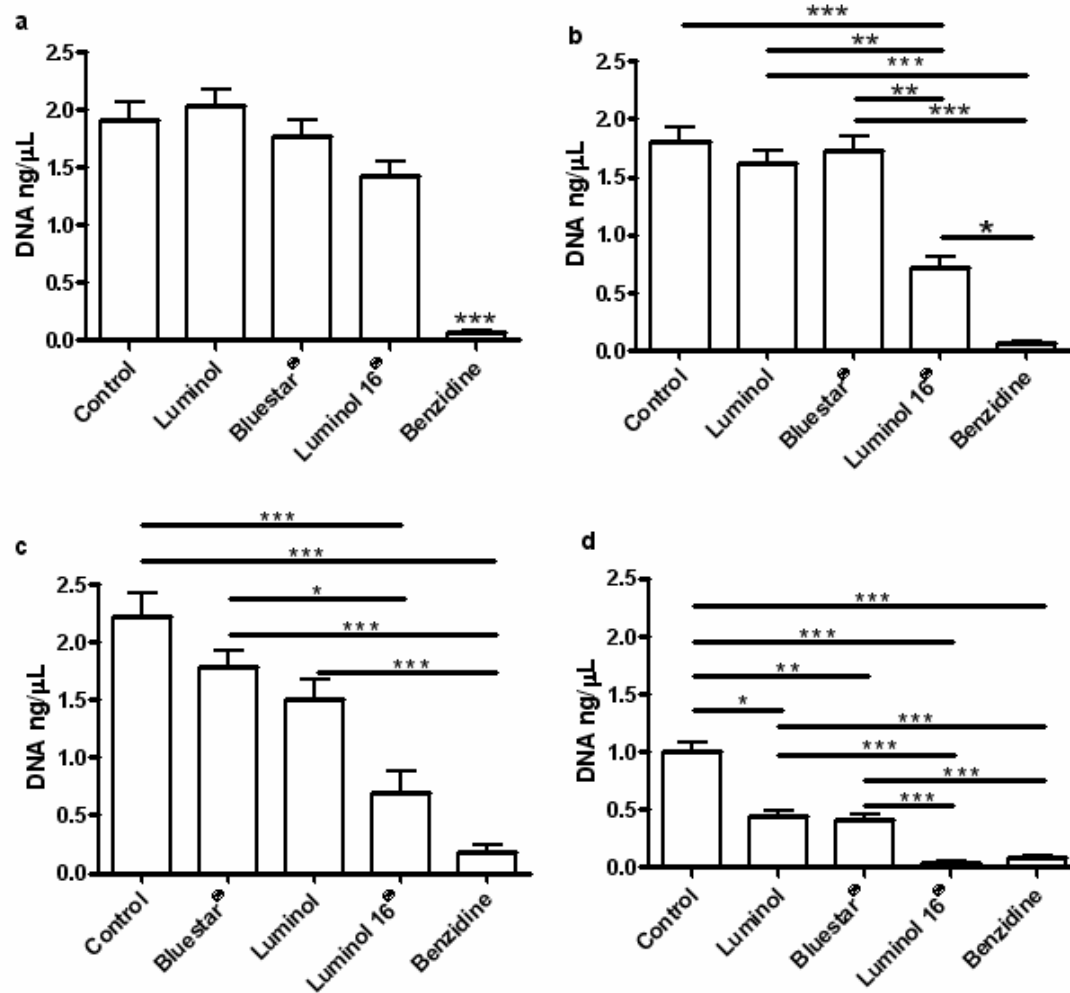 a
2.5
2.0
1.5
1.0
0.5
0.0
DNA ng/µL
***
Control
Luminol
Bluestar®
Luminol 16®
Benzidine
b
***
**
***
**
***
*
2.5
2.0
1.5
1.0
0.5
0.0
DNA ng/µL
Control
Luminol
Bluestar®
Luminol 16®
Benzidine
c
***
***
*
***
***
2.5
2.0
1.5
1.0
0.5
0.0
DNA ng/µL
Control
Bluestar®
Luminol
Luminol 16®
Benzidine
d
***
***
**
*
***
***
***
***
2.5
2.0
1.5
1.0
0.5
0.0
DNA ng/µL
Control
Luminol
Bluestar®
Luminol 16®
Benzidine